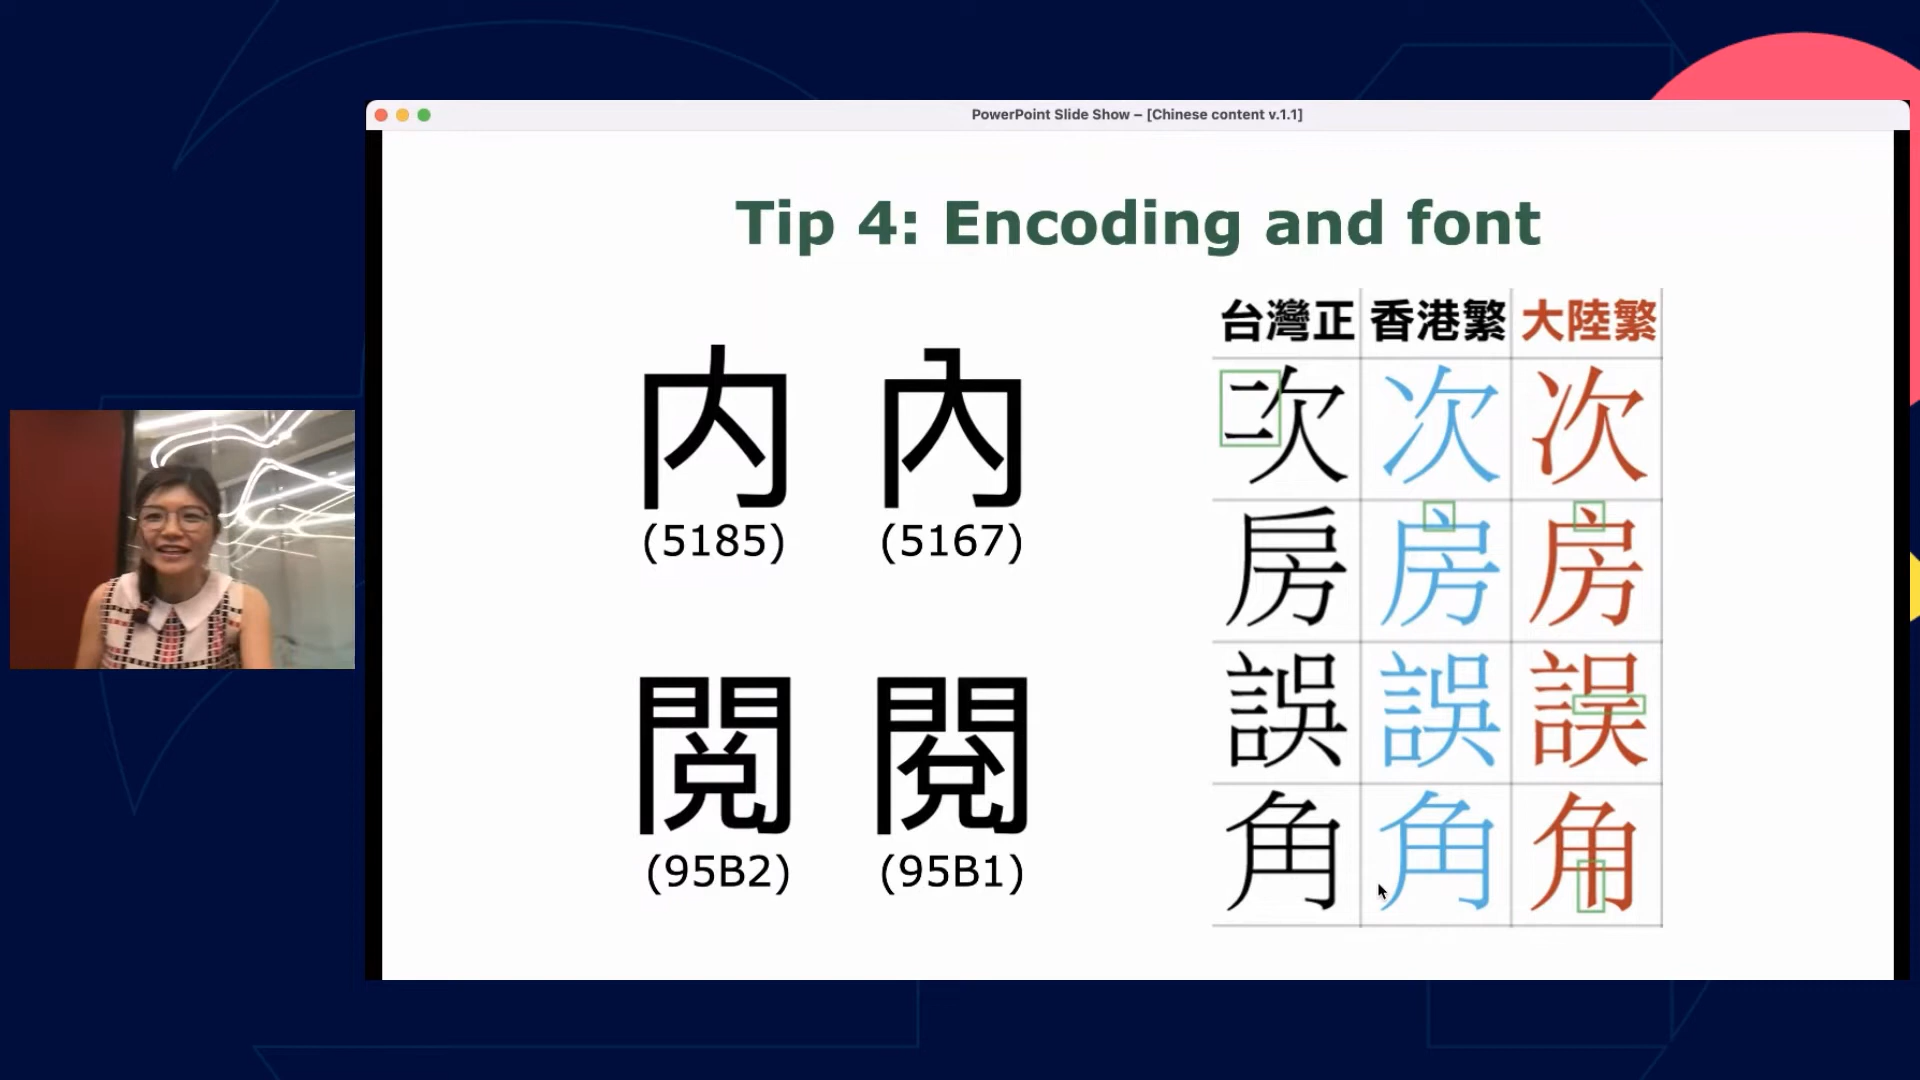 PowerPoint Slide Show – [Chinese content v.1.1]
Tip 4: Encoding and font
内 內
(5185) (5167)
閲 閱
(95B2) (95B1)
台灣正 香港繁 大陸繁
次 次 次
房 房 房
誤 誤 誤
角 角 角